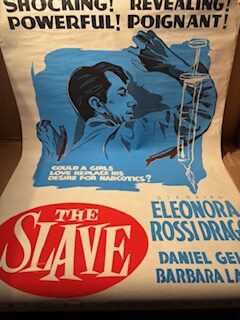 SHOCKING! REVEALING!
POWERFUL! POIGNANT!
COULD A GIRLS
LOVE REPLACE HIS
DESIRE FOR NARCOTICS?
THE
SLAVE
STARRING
ELEONORA
ROSSI DRAG
DANIEL GEL
BARBARA LA